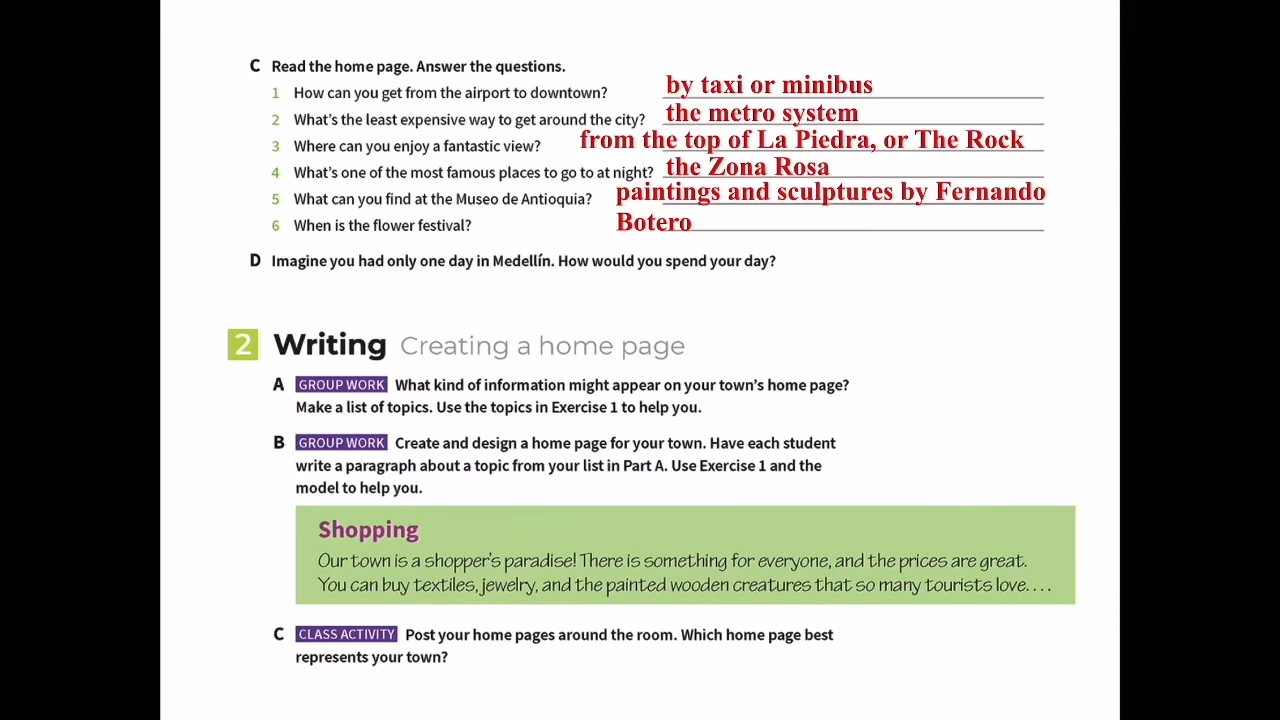 C Read the home page. Answer the questions.
1 How can you get from the airport to downtown? by taxi or minibus
2 What's the least expensive way to get around the city? the metro system
3 Where can you enjoy a fantastic view? from the top of La Piedra, or The Rock
4 What's one of the most famous places to go to at night? the Zona Rosa
5 What can you find at the Museo de Antioquia? paintings and sculptures by Fernando
6 When is the flower festival? Botero
D Imagine you had only one day in Medellín. How would you spend your day?
2 Writing Creating a home page
A GROUP WORK What kind of information might appear on your town's home page?
Make a list of topics. Use the topics in Exercise 1 to help you.
B GROUP WORK Create and design a home page for your town. Have each student
write a paragraph about a topic from your list in Part A. Use Exercise 1 and the
model to help you.
Shopping
Our town is a shopper's paradise! There is something for everyone, and the prices are great.
You can buy textiles, jewelry, and the painted wooden creatures that so many tourists love. . . .
C CLASS ACTIVITY Post your home pages around the room. Which home page best
represents your town?